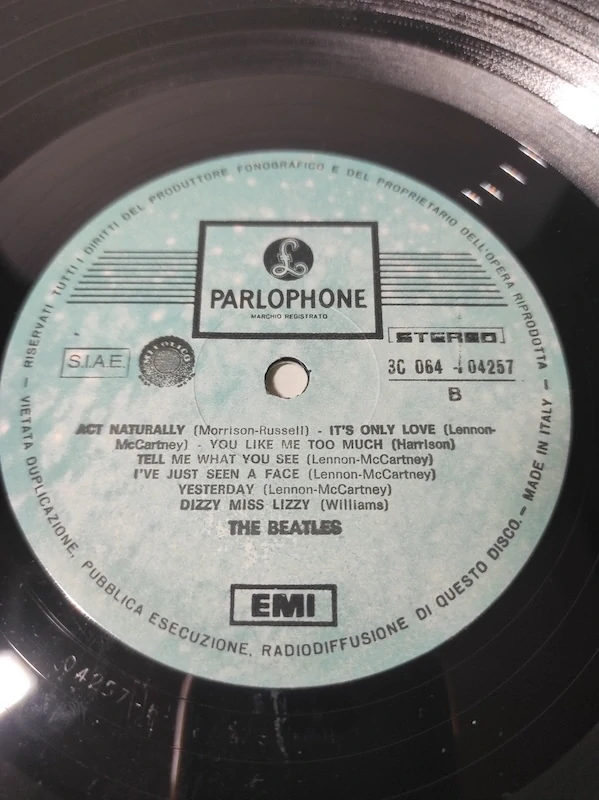 RISERVATI TUTTI I DIRITTI DEL PRODUTTORE FONOGRAFICO E DEL PROPRIETARIO DELL'OPERA RIPRODOTTA – VIETATA DUPLICAZIONE, PUBBLICA ESECUZIONE, RADIODIFFUSIONE DI QUESTO DISCO. – MADE IN ITALY –
£
PARLOPHONE
MARCHIO REGISTRATO
S.I.A.E.
STEREO
3C 064 - 04257
B
ACT NATURALLY (Morrison-Russell) - IT'S ONLY LOVE (Lennon-
McCartney) - YOU LIKE ME TOO MUCH (Harrison)
TELL ME WHAT YOU SEE (Lennon-McCartney)
I'VE JUST SEEN A FACE (Lennon-McCartney)
YESTERDAY (Lennon-McCartney)
DIZZY MISS LIZZY (Williams)
THE BEATLES
EMI
04257-